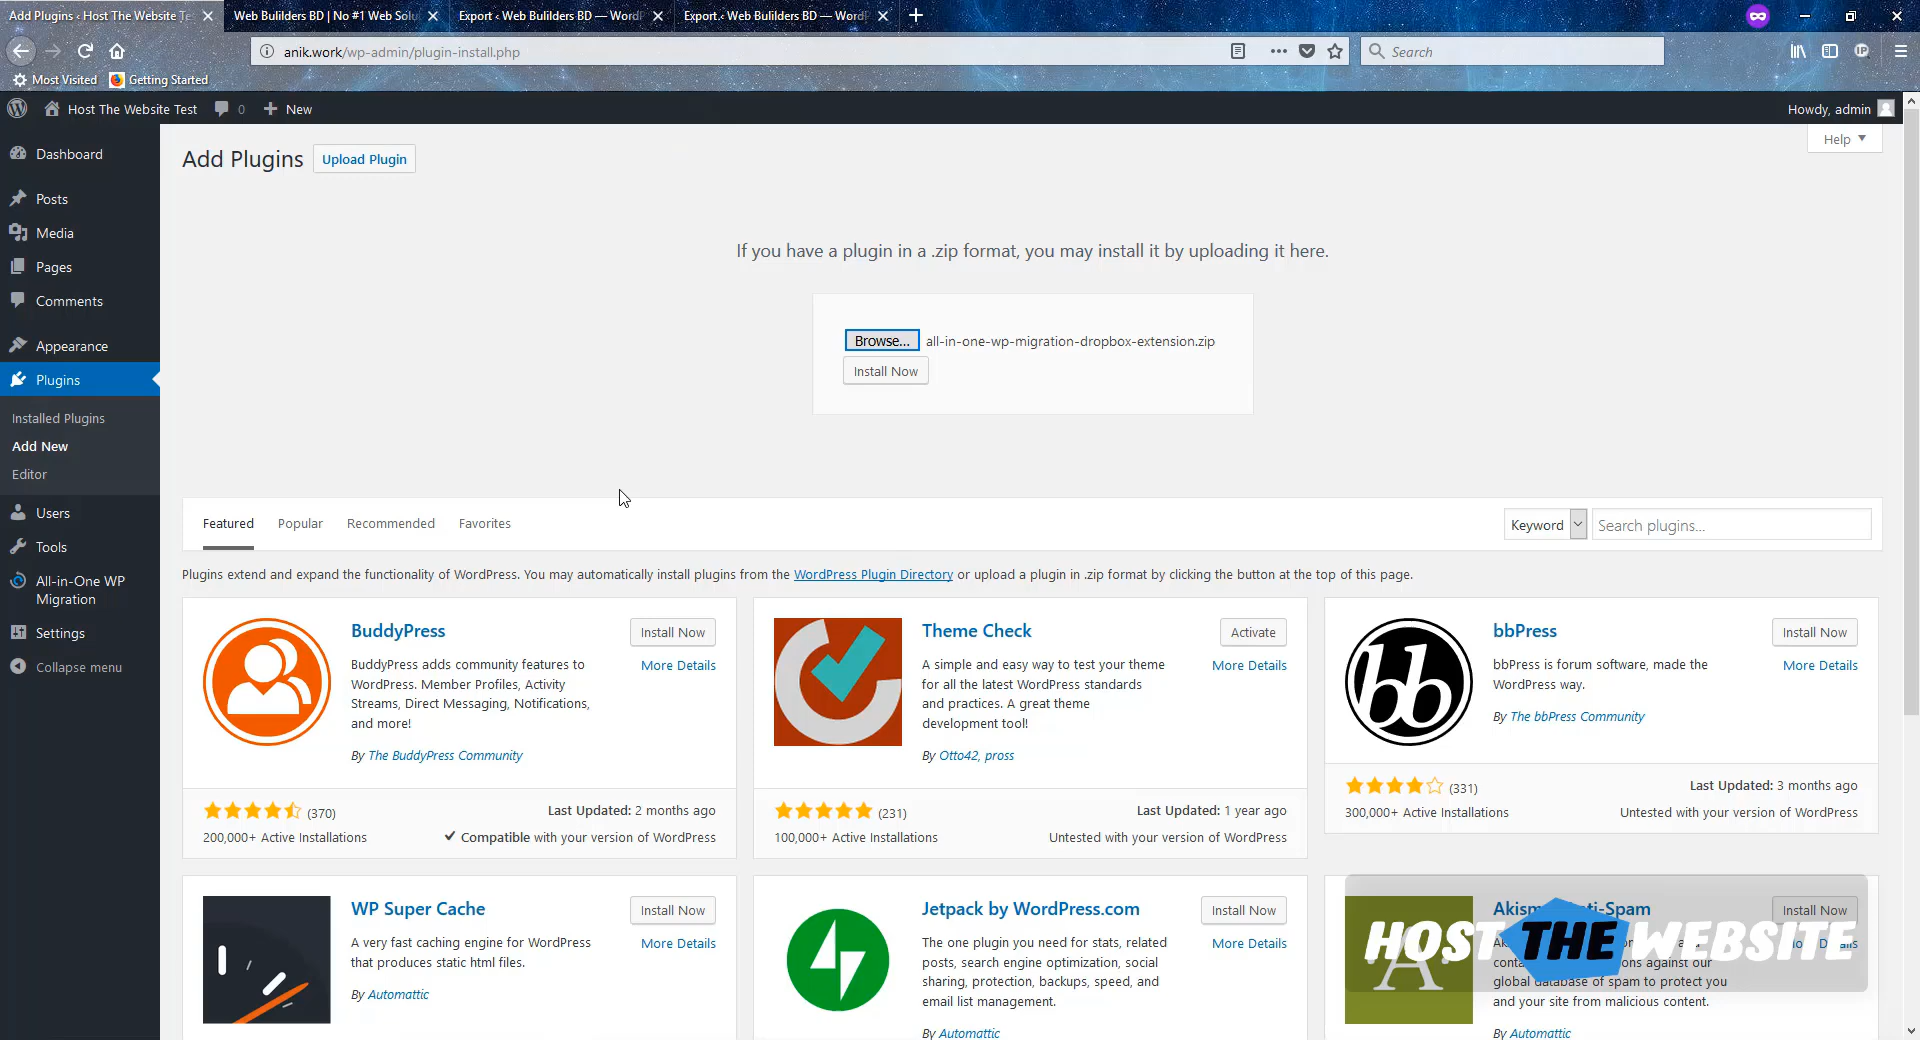 Add Plugins ‹ Host The Website Te
Web Builders BD | No #1 Web Solu
Export ‹ Web Builders BD — Word
Export ‹ Web Builders BD — Word
anik.work/wp-admin/plugin-install.php
Search
Most Visited
Getting Started
Host The Website Test
0
New
Howdy, admin
Dashboard
Posts
Media
Pages
Comments
Appearance
Plugins
Installed Plugins
Add New
Editor
Users
Tools
All-in-One WP
Migration
Settings
Collapse menu
Add Plugins
Upload Plugin
Help
If you have a plugin in a .zip format, you may install it by uploading it here.
Browse... all-in-one-wp-migration-dropbox-extension.zip
Install Now
Featured
Popular
Recommended
Favorites
Keyword
Search plugins...
Plugins extend and expand the functionality of WordPress. You may automatically install plugins from the WordPress Plugin Directory or upload a plugin in .zip format by clicking the button at the top of this page.
BuddyPress
Install Now
More Details
BuddyPress adds community features to
WordPress. Member Profiles, Activity
Streams, Direct Messaging, Notifications,
and more!
By The BuddyPress Community
(370)
Last Updated: 2 months ago
200,000+ Active Installations
Compatible with your version of WordPress
Theme Check
Activate
More Details
A simple and easy way to test your theme
for all the latest WordPress standards
and practices. A great theme
development tool!
By Otto42, pross
(231)
Last Updated: 1 year ago
100,000+ Active Installations
Untested with your version of WordPress
bbPress
Install Now
More Details
bbPress is forum software, made the
WordPress way.
By The bbPress Community
(331)
Last Updated: 3 months ago
300,000+ Active Installations
Untested with your version of WordPress
WP Super Cache
Install Now
More Details
A very fast caching engine for WordPress
that produces static html files.
By Automattic
Jetpack by WordPress.com
Install Now
More Details
The one plugin you need for stats, related
posts, search engine optimization, social
sharing, protection, backups, speed, and
email list management.
By Automattic
Install Now
Details
global database of spam to protect you
and your site from malicious content.
By Automattic
HOST THE WEBSITE